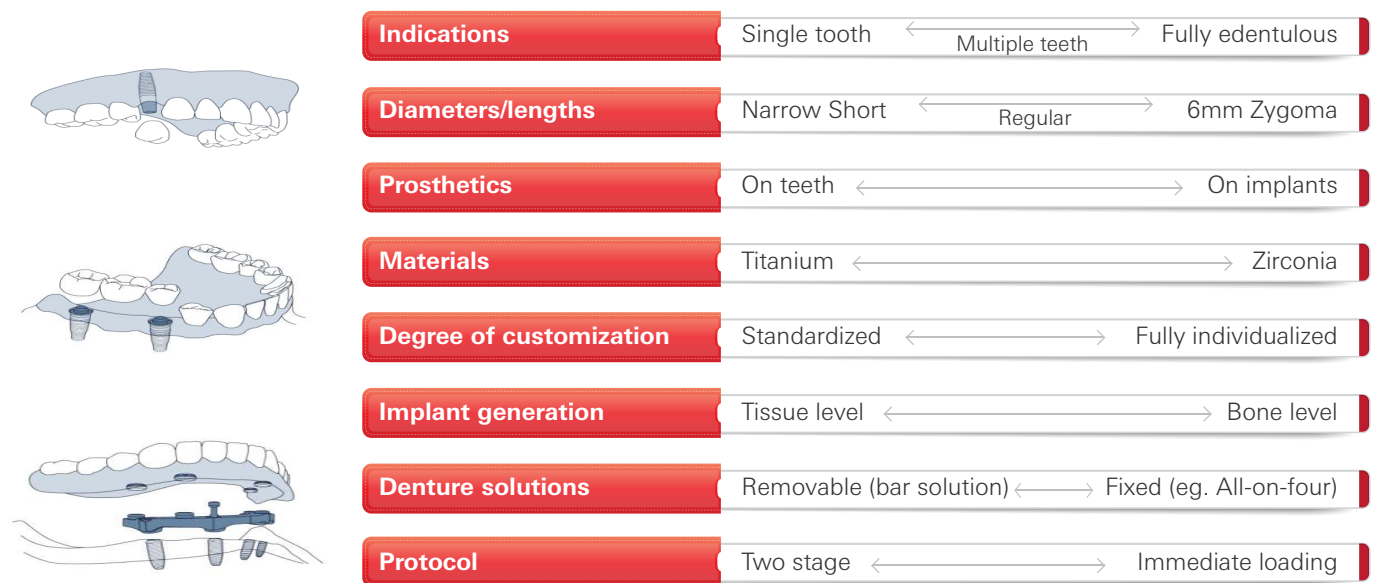 Indications Single tooth Multiple teeth Fully edentulous
Diameters/lengths Narrow Short Regular 6mm Zygoma
Prosthetics On teeth On implants
Materials Titanium Zirconia
Degree of customization Standardized Fully individualized
Implant generation Tissue level Bone level
Denture solutions Removable (bar solution) Fixed (eg. All-on-four)
Protocol Two stage Immediate loading